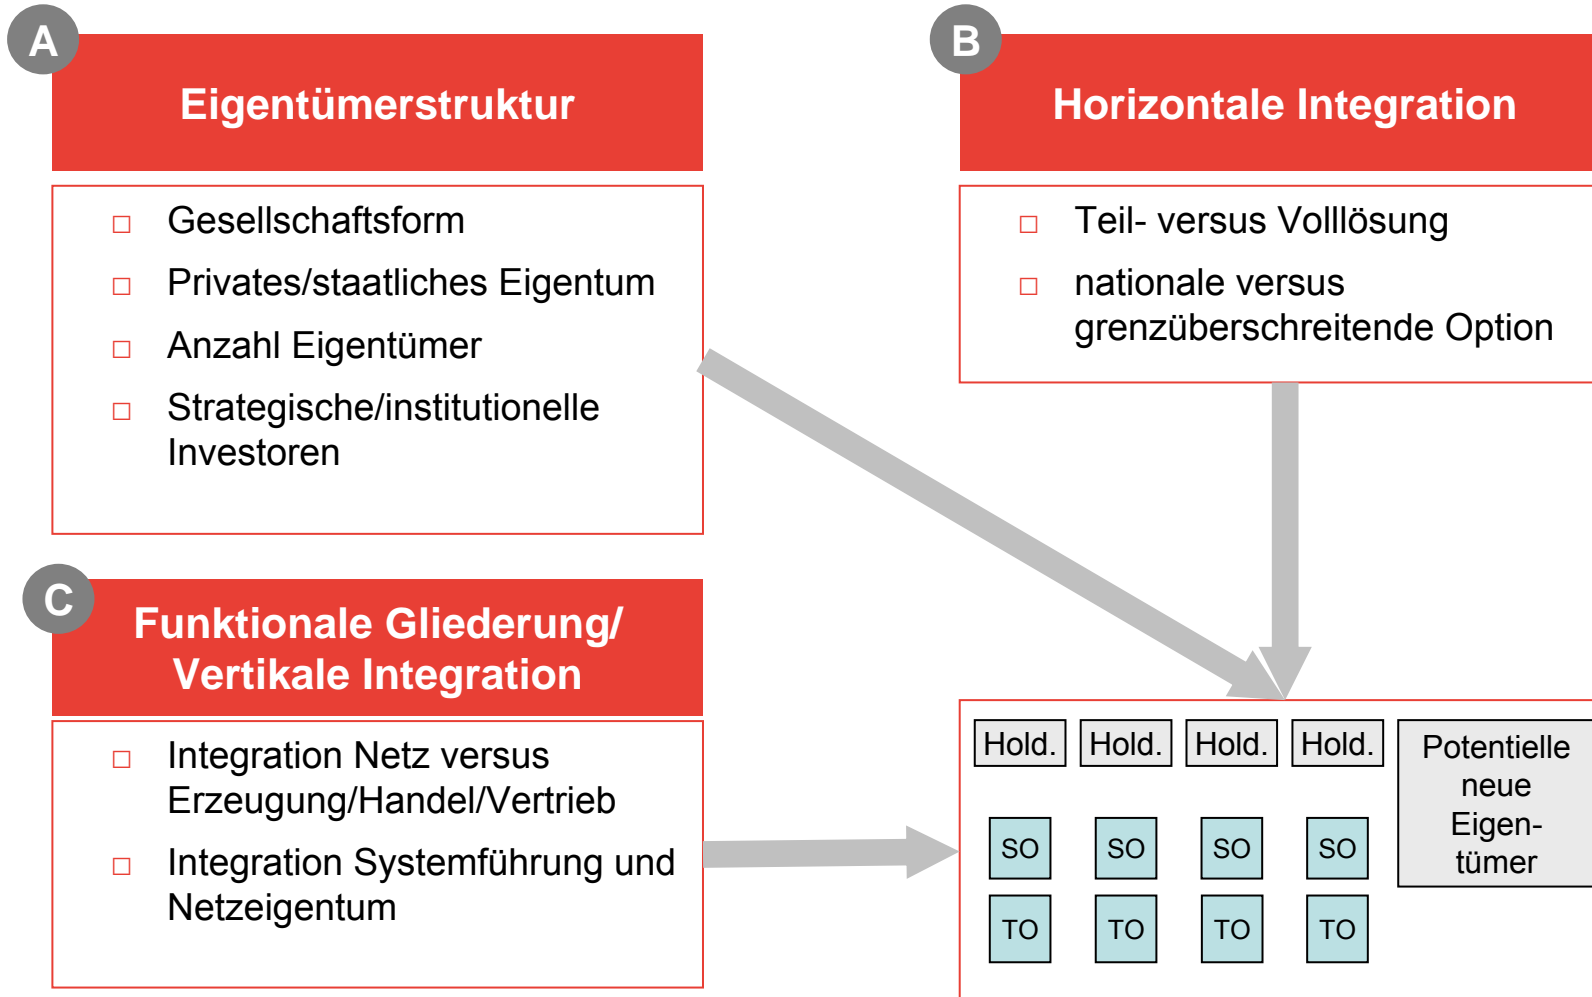 A
Eigentümerstruktur
□ Gesellschaftsform
□ Privates/staatliches Eigentum
□ Anzahl Eigentümer
□ Strategische/institutionelle
Investoren
B
Horizontale Integration
□ Teil- versus Volllösung
□ nationale versus
grenzüberschreitende Option
C
Funktionale Gliederung/
Vertikale Integration
□ Integration Netz versus
Erzeugung/Handel/Vertrieb
□ Integration Systemführung und
Netzeigentum
Hold. Hold. Hold. Hold.
SO SO SO SO
TO TO TO TO
Potentielle
neue
Eigen-
tümer